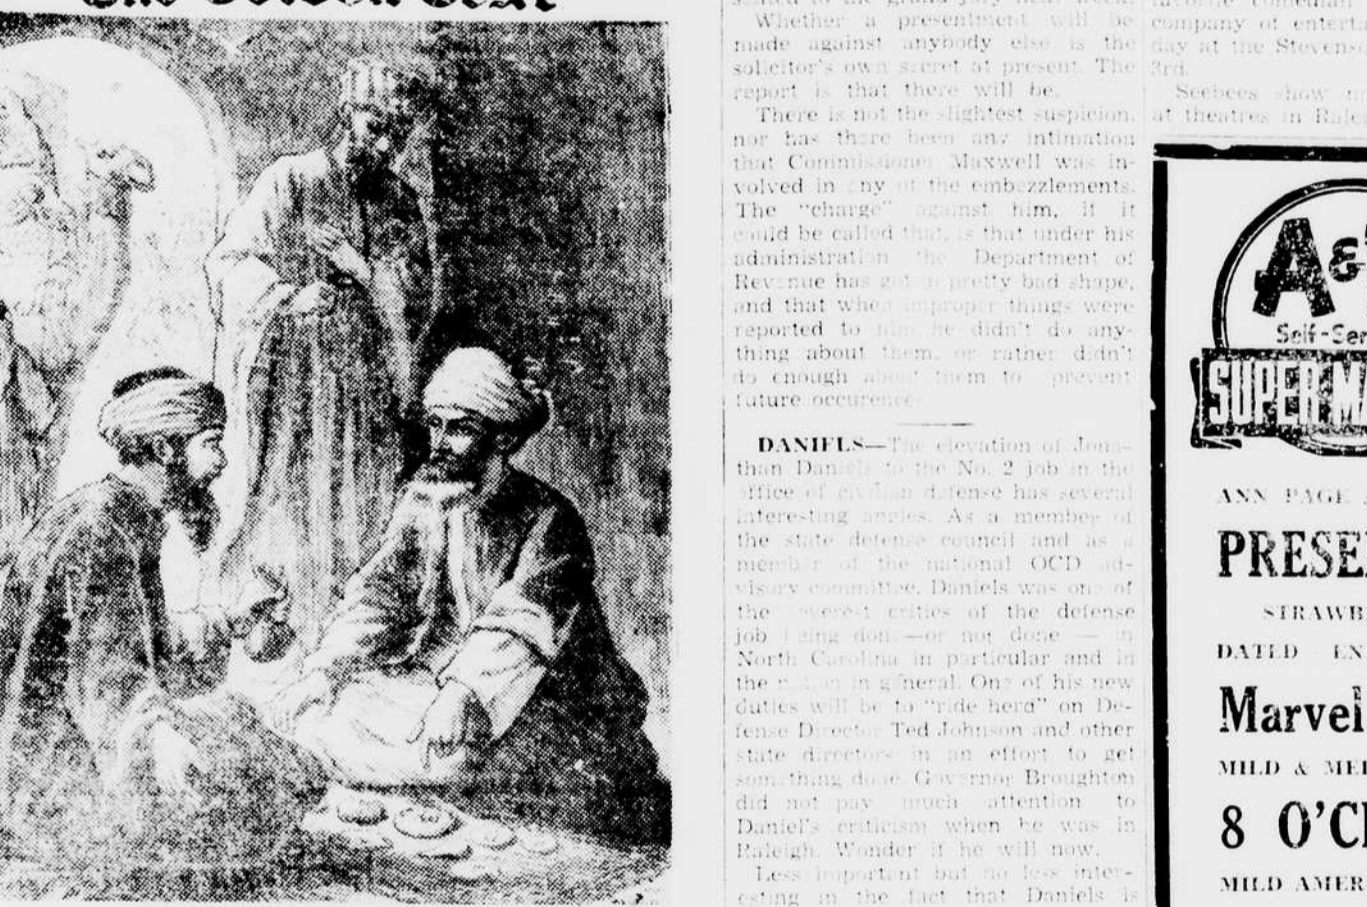 The Golden Text
Whether a presentment will be
made against anybody else is the
solicitor's own secret at present. The
report is that there will be.
There is not the slightest suspicion,
nor has there been any intimation
that Commissioner Maxwell was in-
volved in any of the embezzlements.
The "charge" against him, if it
could be called that, is that under his
administration the Department of
Revenue has got in pretty bad shape,
and that when improper things were
reported to him he didn't do any-
thing about them, or rather didn't
do enough about them to prevent
future occurence.
DANIELS—The elevation of Jona-
than Daniels to the No. 2 job in the
office of civilian defense has several
interesting angles. As a member of
the state defense council and as a
member of the national OCD ad-
visory committee, Daniels was one of
the severest critics of the defense
job being done—or not done — in
North Carolina in particular and in
the nation in general. One of his new
duties will be to "ride herd" on De-
fense Director Ted Johnson and other
state directors in an effort to get
something done. Governor Broughton
did not pay much attention to
Daniel's criticism when he was in
Raleigh. Wonder if he will now.
Less important but no less inter-
esting in the fact that Daniels is
company of entert
day at the Stevens
3rd.
Seebees show
at theatres in Ralei
A&
Self-Ser
SUPER MA
ANN PAGE
PRESE
STRAWB
DATED EN
Marvel
MILD & MEL
8 O'C
MILD AMER